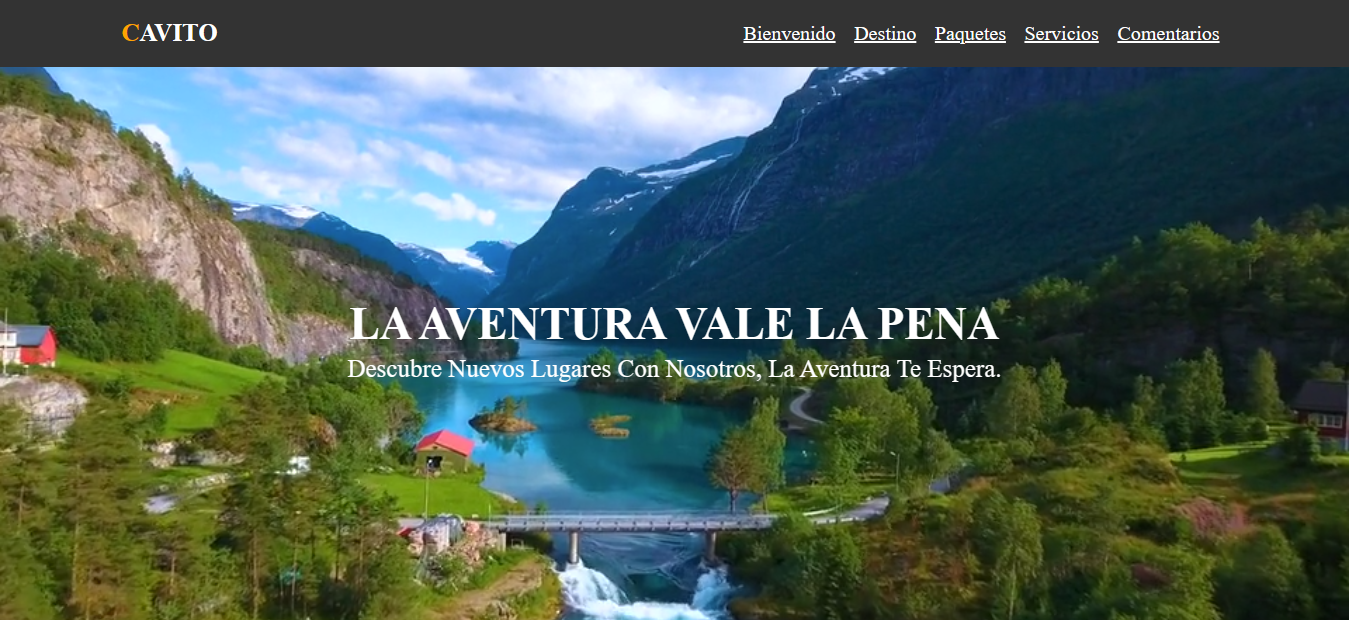 CAVITO
Bienvenido Destino Paquetes Servicios Comentarios
LA AVENTURA VALE LA PENA
Descubre Nuevos Lugares Con Nosotros, La Aventura Te Espera.